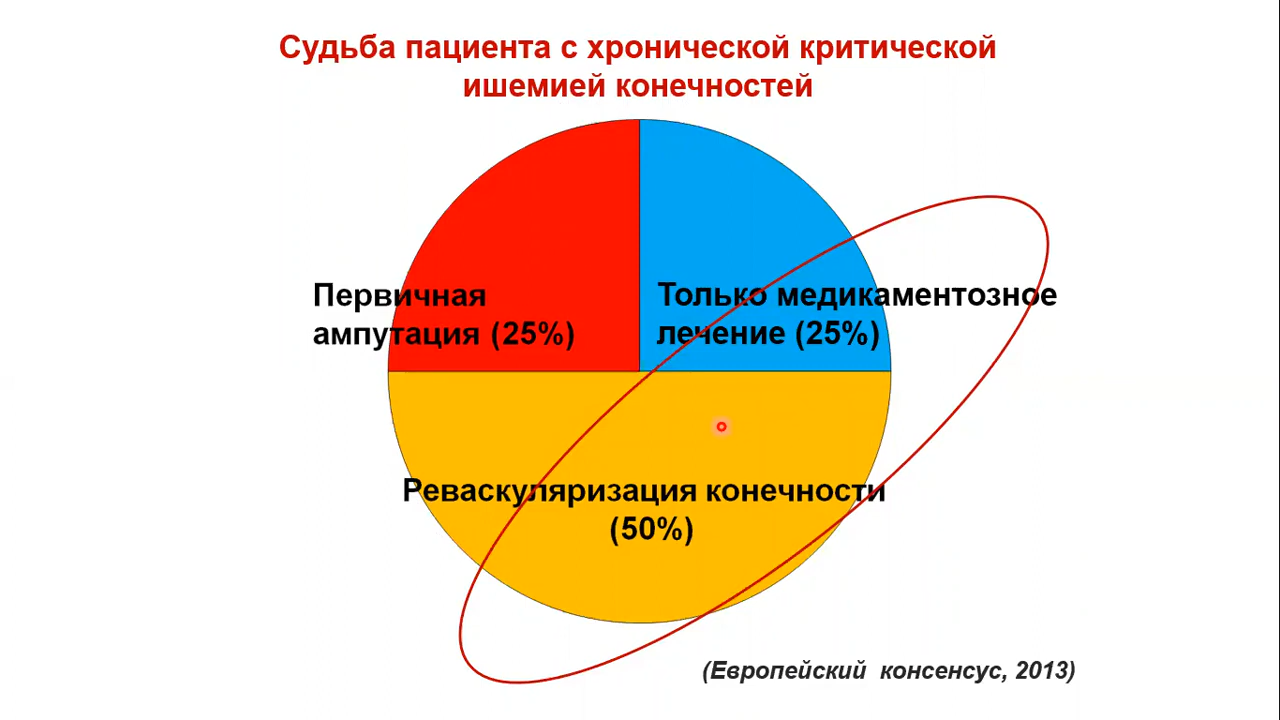 Судьба пациента с хронической критической
ишемией конечностей
Первичная
ампутация (25%)
Только медикаментозное
лечение (25%)
Реваскуляризация конечности
(50%)
(Европейский консенсус, 2013)